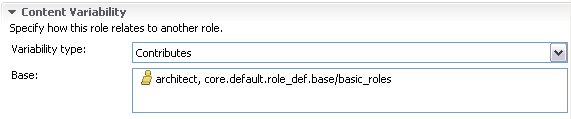 Content Variability
Specify how this role relates to another role.
Variability type: Contributes
Base: architect, core.default.role_def.base/basic_roles